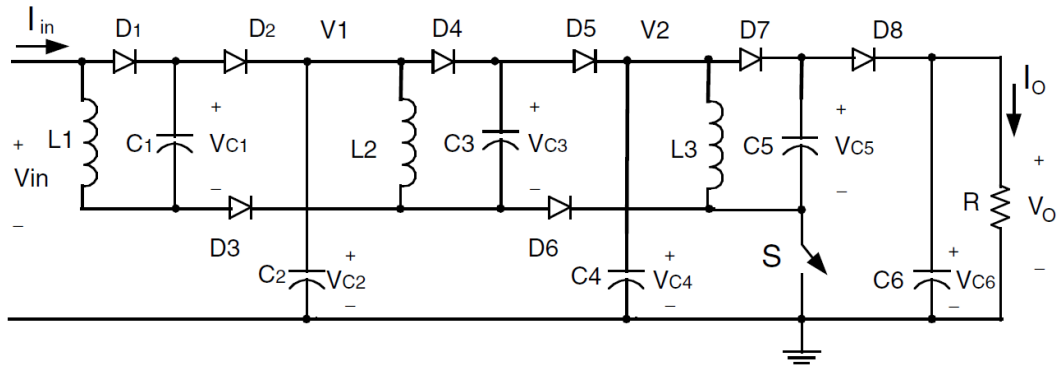 I in
D1
D2
V1
D4
D5
V2
D7
D8
IO
+
Vin
−
L1
C1
+
VC1
−
L2
C3
+
VC3
−
L3
C5
+
VC5
−
R
+
VO
−
D3
D6
S
C2
+
VC2
−
C4
+
VC4
−
C6
+
VC6
−